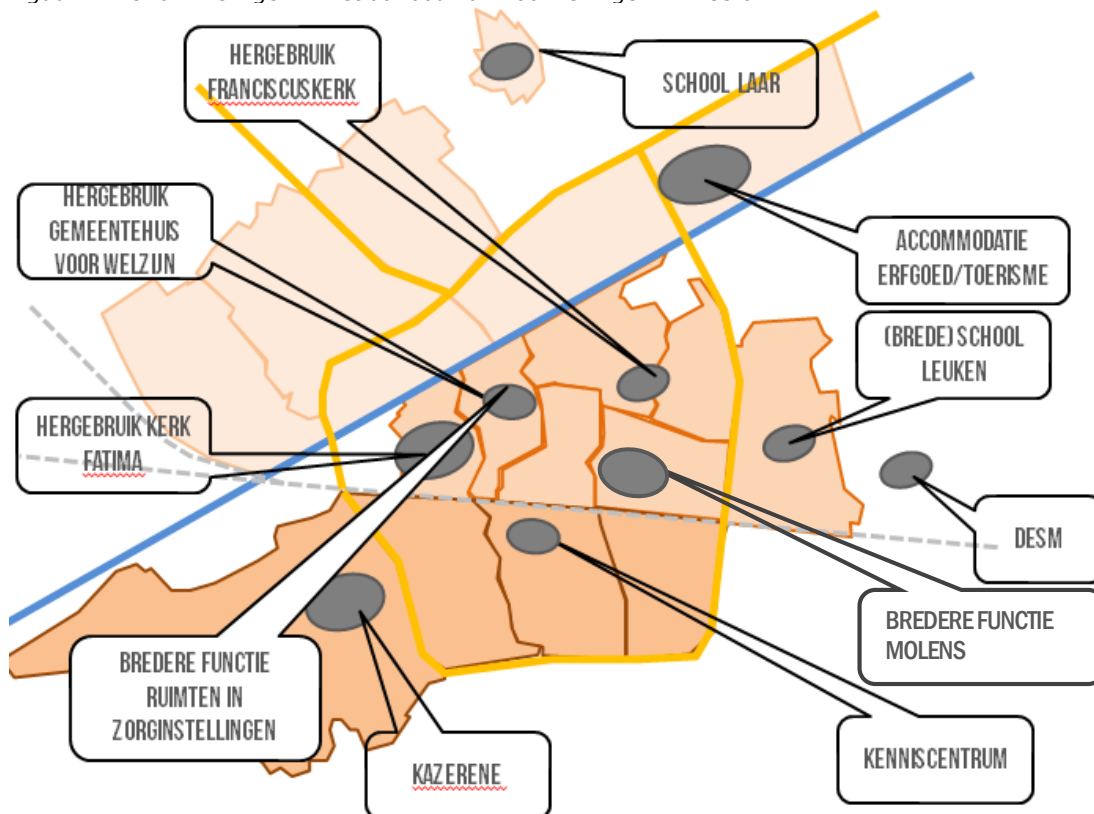 HERGEBRUIK
FRANCISCUSKERK
SCHOOL LAAR
HERGEBRUIK
GEMEENTEHUIS
VOOR WELZIJN
ACCOMMODATIE
ERFGOED/TOERISME
(BREDE) SCHOOL
LEUKEN
HERGEBRUIK KERK
FATIMA
DESM
BREDERE FUNCTIE
MOLENS
BREDERE FUNCTIE
RUIMTEN IN
ZORGINSTELLINGEN
KENNISCENTRUM
KAZERENE